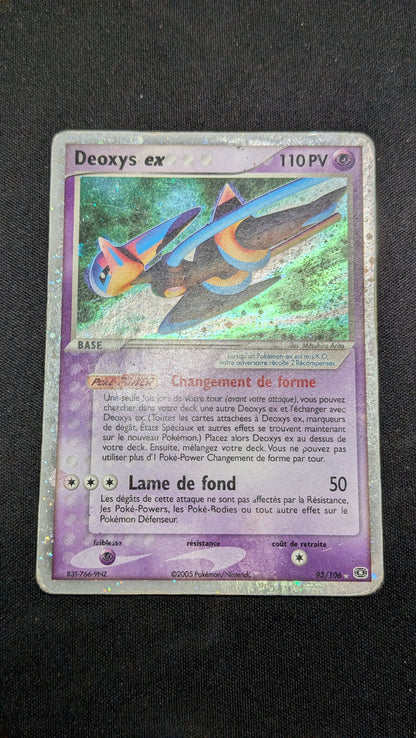 Deoxys ex
110 PV
Illus. Mitsuhiro Arita
BASE
Lorsqu'un Pokémon-ex est mis K.O.
votre adversaire récolte 2 Récompenses.
Poké-Power Changement de forme
Une seule fois lors de votre tour (avant votre attaque), vous pouvez
chercher dans votre deck une autre Deoxys ex et l'échanger avec
Deoxys ex. (Toutes les cartes attachées à Deoxys ex, marqueurs
de dégât, États Spéciaux et autres effets se trouvent maintenant
sur le nouveau Pokémon.) Placez alors Deoxys ex au dessus de
votre deck. Ensuite, mélangez votre deck. Vous ne pouvez pas
utiliser plus d'1 Poké-Power Changement de forme par tour.
Lame de fond 50
Les dégâts de cette attaque ne sont pas affectés par la Résistance,
les Poké-Powers, les Poké-Bodies ou tout autre effet sur le
Pokémon Défenseur.
faiblesse résistance coût de retraite
B3T-766-9NZ
©2005 Pokémon/Nintendo
93/106